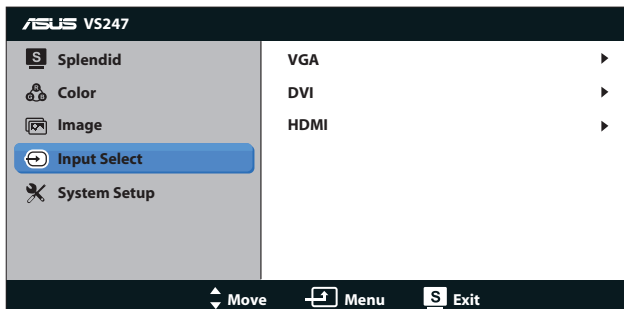 ASUS VS247
S Splendid
Color
Image
Input Select
System Setup
VGA
DVI
HDMI
Move Menu S Exit